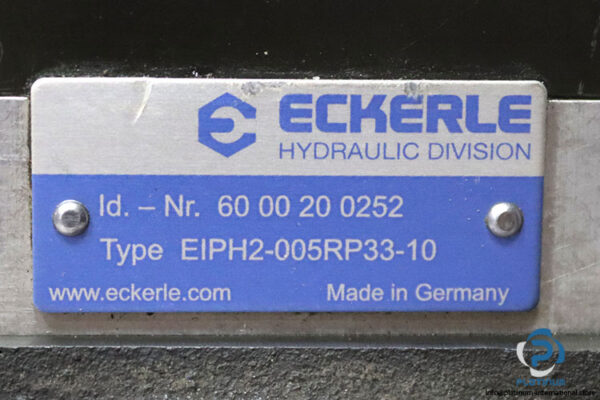 ECKERLE
HYDRAULIC DIVISION
Id. – Nr. 60 00 20 0252
Type EIPH2-005RP33-10
www.eckerle.com Made in Germany